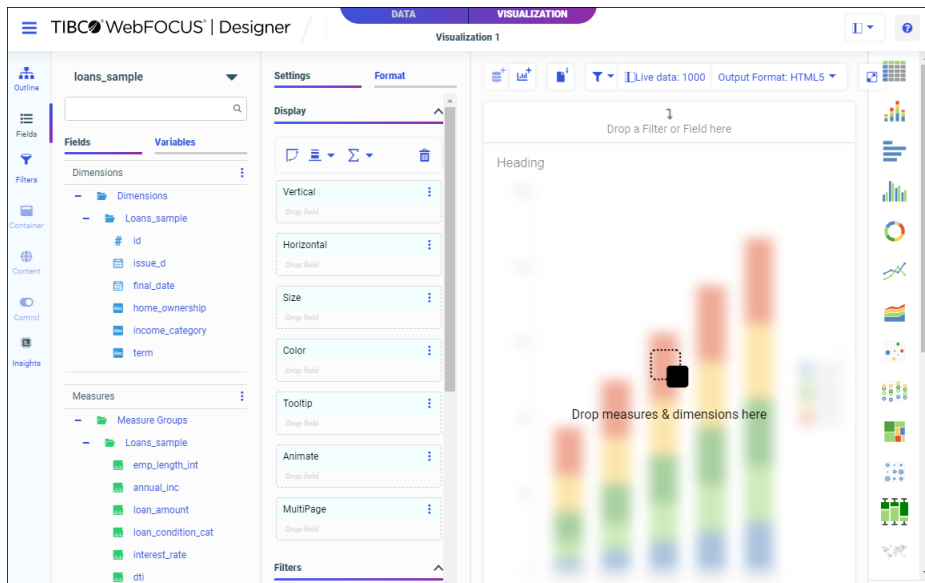 DATA
VISUALIZATION
TIBCO® WebFOCUS® | Designer
Visualization 1
Outline
Fields
Filters
Container
Content
Control
Insights
loans_sample
Fields
Variables
Dimensions
Dimensions
Loans_sample
id
issue_d
final_date
home_ownership
income_category
term
Measures
Measure Groups
Loans_sample
emp_length_int
annual_inc
loan_amount
loan_condition_cat
interest_rate
dti
Settings
Format
Display
Vertical
Drop field
Horizontal
Drop field
Size
Drop field
Color
Drop field
Tooltip
Drop field
Animate
Drop field
MultiPage
Drop field
Filters
Live data: 1000
Output Format: HTML5
Drop a Filter or Field here
Heading
Drop measures & dimensions here